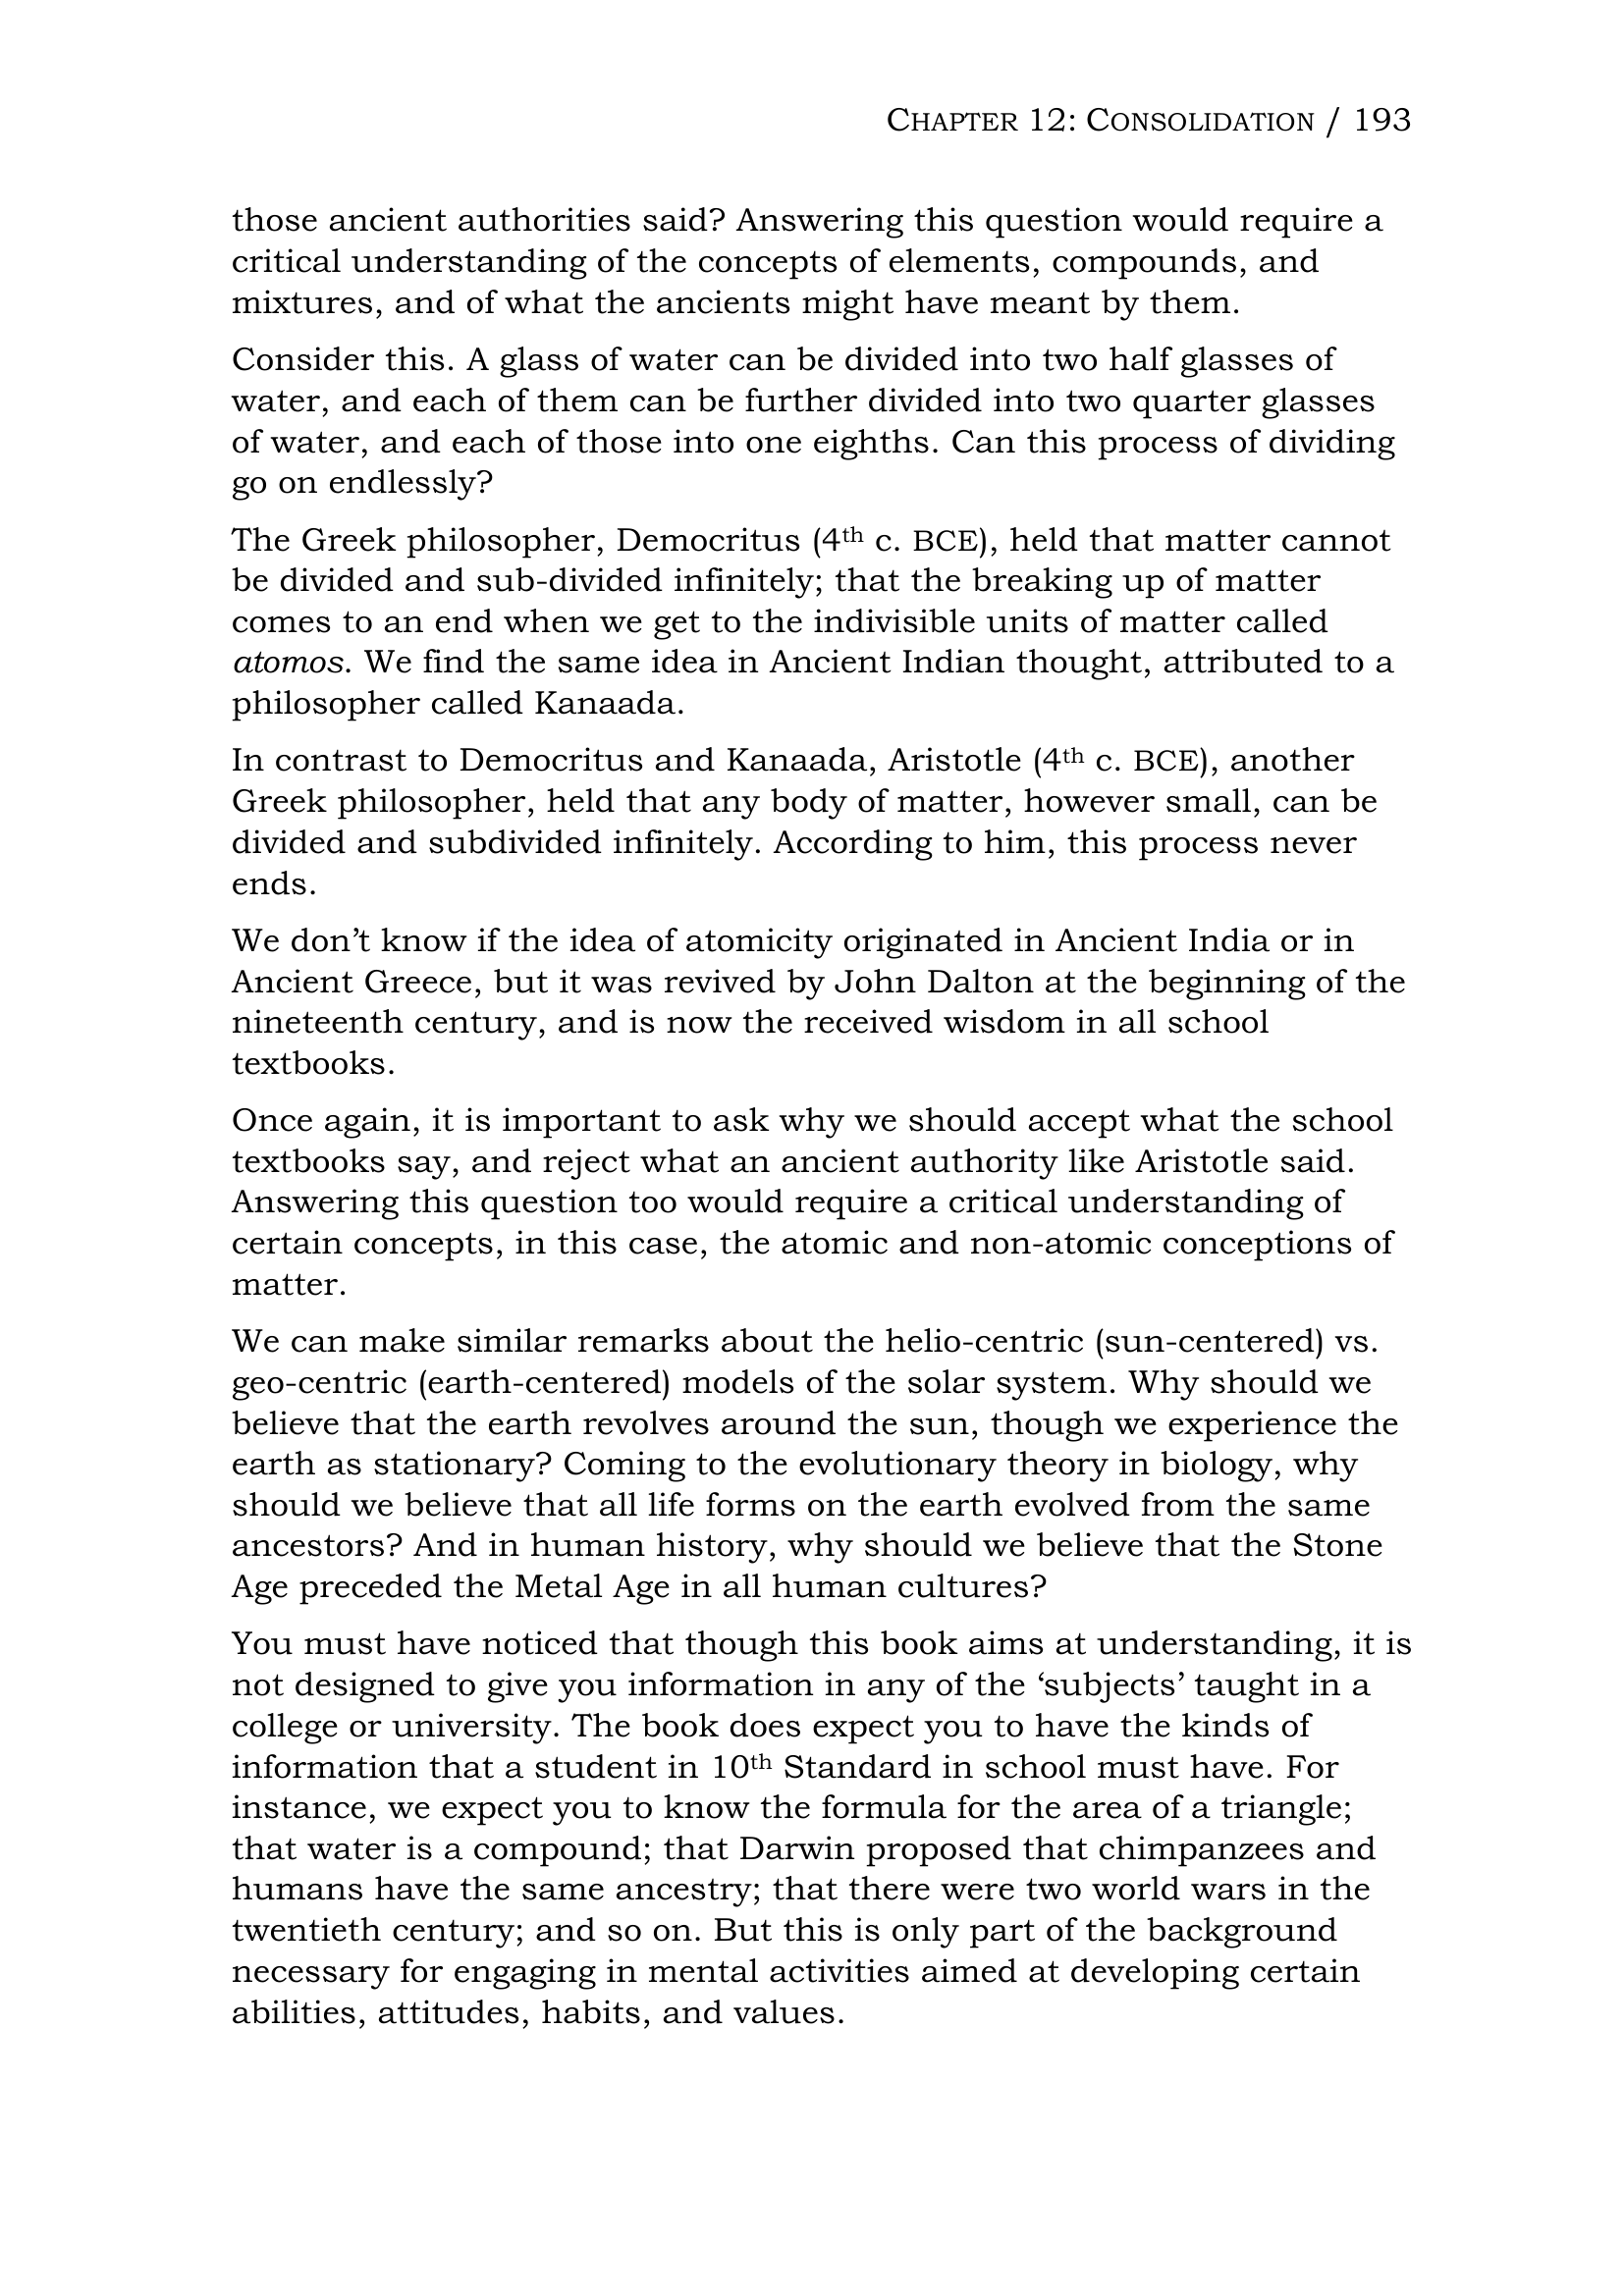 CHAPTER 12: CONSOLIDATION / 193
those ancient authorities said? Answering this question would require a
critical understanding of the concepts of elements, compounds, and
mixtures, and of what the ancients might have meant by them.
Consider this. A glass of water can be divided into two half glasses of
water, and each of them can be further divided into two quarter glasses
of water, and each of those into one eighths. Can this process of dividing
go on endlessly?
The Greek philosopher, Democritus (4th c. BCE), held that matter cannot
be divided and sub-divided infinitely; that the breaking up of matter
comes to an end when we get to the indivisible units of matter called
atomos. We find the same idea in Ancient Indian thought, attributed to a
philosopher called Kanaada.
In contrast to Democritus and Kanaada, Aristotle (4th c. BCE), another
Greek philosopher, held that any body of matter, however small, can be
divided and subdivided infinitely. According to him, this process never
ends.
We don’t know if the idea of atomicity originated in Ancient India or in
Ancient Greece, but it was revived by John Dalton at the beginning of the
nineteenth century, and is now the received wisdom in all school
textbooks.
Once again, it is important to ask why we should accept what the school
textbooks say, and reject what an ancient authority like Aristotle said.
Answering this question too would require a critical understanding of
certain concepts, in this case, the atomic and non-atomic conceptions of
matter.
We can make similar remarks about the helio-centric (sun-centered) vs.
geo-centric (earth-centered) models of the solar system. Why should we
believe that the earth revolves around the sun, though we experience the
earth as stationary? Coming to the evolutionary theory in biology, why
should we believe that all life forms on the earth evolved from the same
ancestors? And in human history, why should we believe that the Stone
Age preceded the Metal Age in all human cultures?
You must have noticed that though this book aims at understanding, it is
not designed to give you information in any of the ‘subjects’ taught in a
college or university. The book does expect you to have the kinds of
information that a student in 10th Standard in school must have. For
instance, we expect you to know the formula for the area of a triangle;
that water is a compound; that Darwin proposed that chimpanzees and
humans have the same ancestry; that there were two world wars in the
twentieth century; and so on. But this is only part of the background
necessary for engaging in mental activities aimed at developing certain
abilities, attitudes, habits, and values.